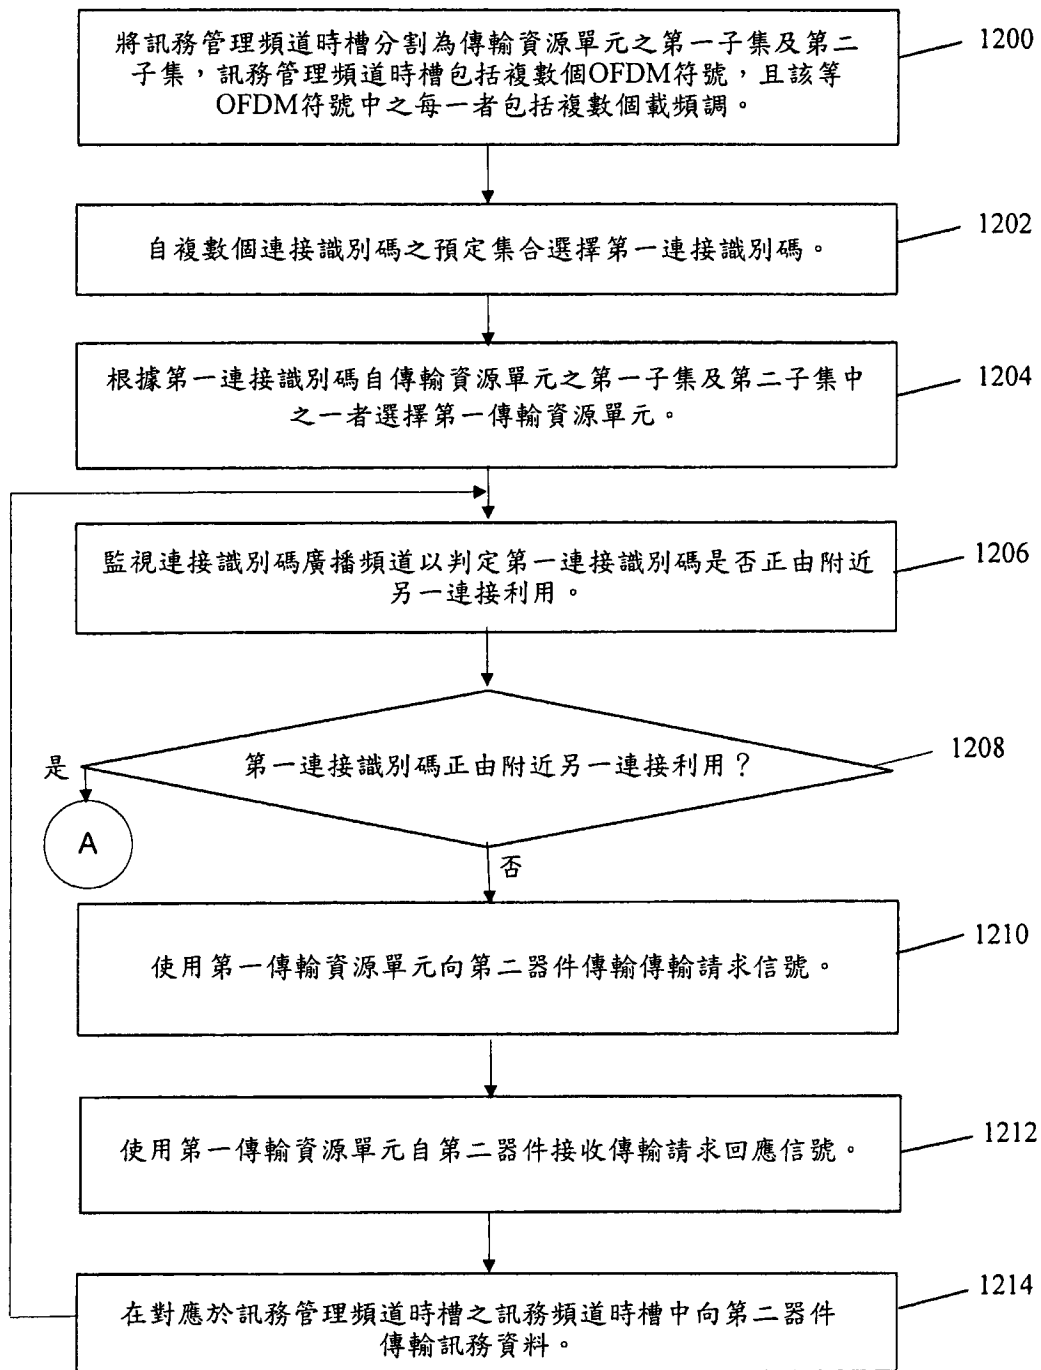 將訊務管理頻道時槽分割為傳輸資源單元之第一子集及第二
子集，訊務管理頻道時槽包括複數個OFDM符號，且該等
OFDM符號中之每一者包括複數個載頻調。
1200
自複數個連接識別碼之預定集合選擇第一連接識別碼。
1202
根據第一連接識別碼自傳輸資源單元之第一子集及第二子集中
之一者選擇第一傳輸資源單元。
1204
監視連接識別碼廣播頻道以判定第一連接識別碼是否正由附近
另一連接利用。
1206
第一連接識別碼正由附近另一連接利用？
1208
是
A
否
使用第一傳輸資源單元向第二器件傳輸傳輸請求信號。
1210
使用第一傳輸資源單元自第二器件接收傳輸請求回應信號。
1212
在對應於訊務管理頻道時槽之訊務頻道時槽中向第二器件
傳輸訊務資料。
1214